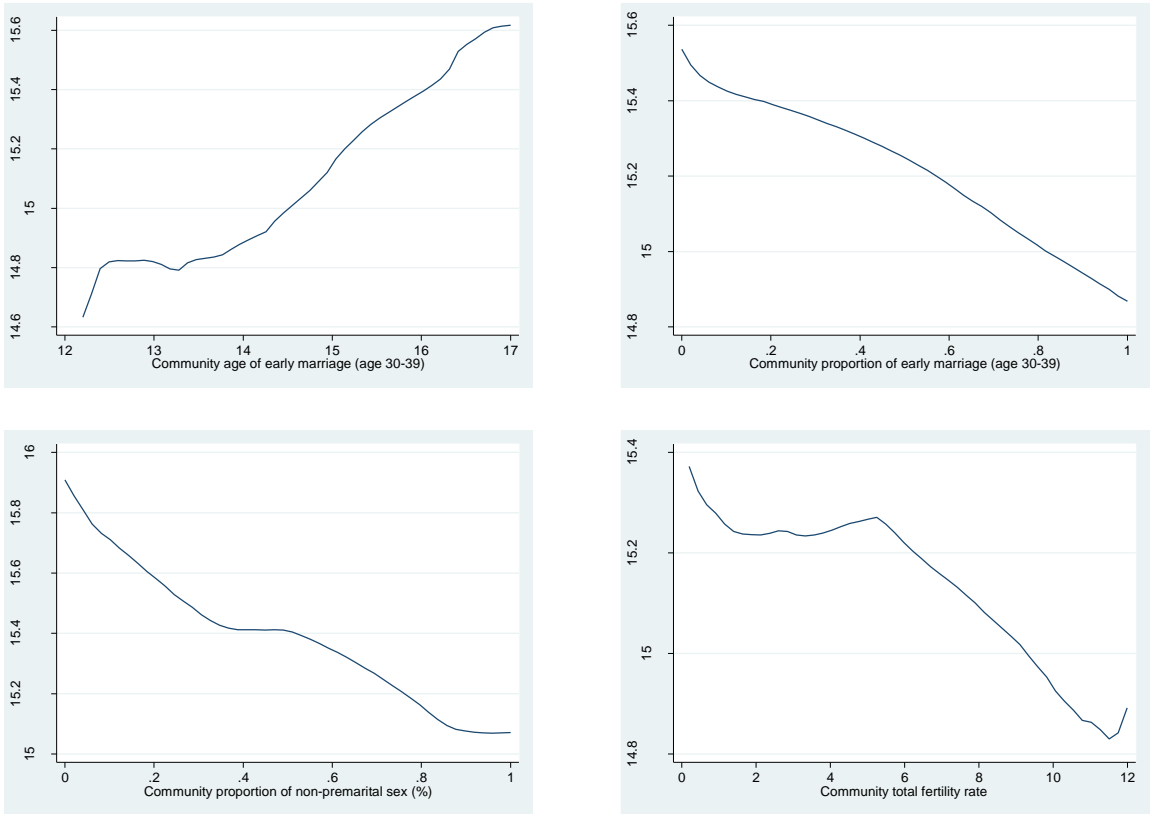 15.6
15.4
15.2
15
14.8
14.6
12 13 14 15 16 17
Community age of early marriage (age 30-39)
15.6
15.4
15.2
15
14.8
0 .2 .4 .6 .8 1
Community proportion of early marriage (age 30-39)
16
15.8
15.6
15.4
15.2
15
0 .2 .4 .6 .8 1
Community proportion of non-premarital sex (%)
15.4
15.2
15
14.8
0 2 4 6 8 10 12
Community total fertility rate